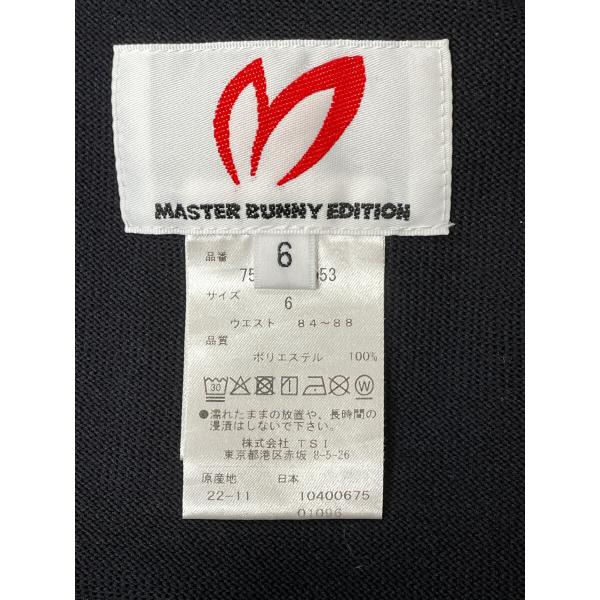 MASTER BUNNY EDITION
6
品番
75 53
サイズ
6
ウエスト 84~88
品質
ポリエステル 100%
30
●濡れたままの放置や、長時間の
浸漬はしないで下さい。
株式会社 TSI
東京都港区赤坂 8-5-26
原産地 日本
22-11 10400675
01096